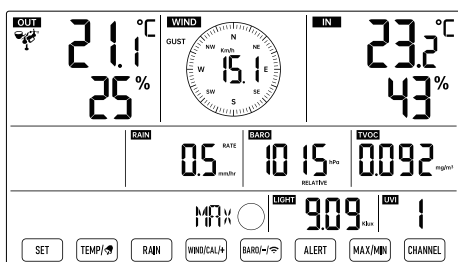 OUT
21.1 °C
25 %
WIND
GUST
N
NW NE
Km/h
W 15.1 E
SW SE
S
IN
23.2 °C
43 %
RAIN
RATE
0.5 mm/hr
BARO
1015 hPa
RELATIVE
TVOC
0.092 mg/m³
MAX
LIGHT
9.09 Klux
UVI
1
SET TEMP/ RAIN WIND/CAL/+ BARO/-/ ALERT MAX/MIN CHANNEL